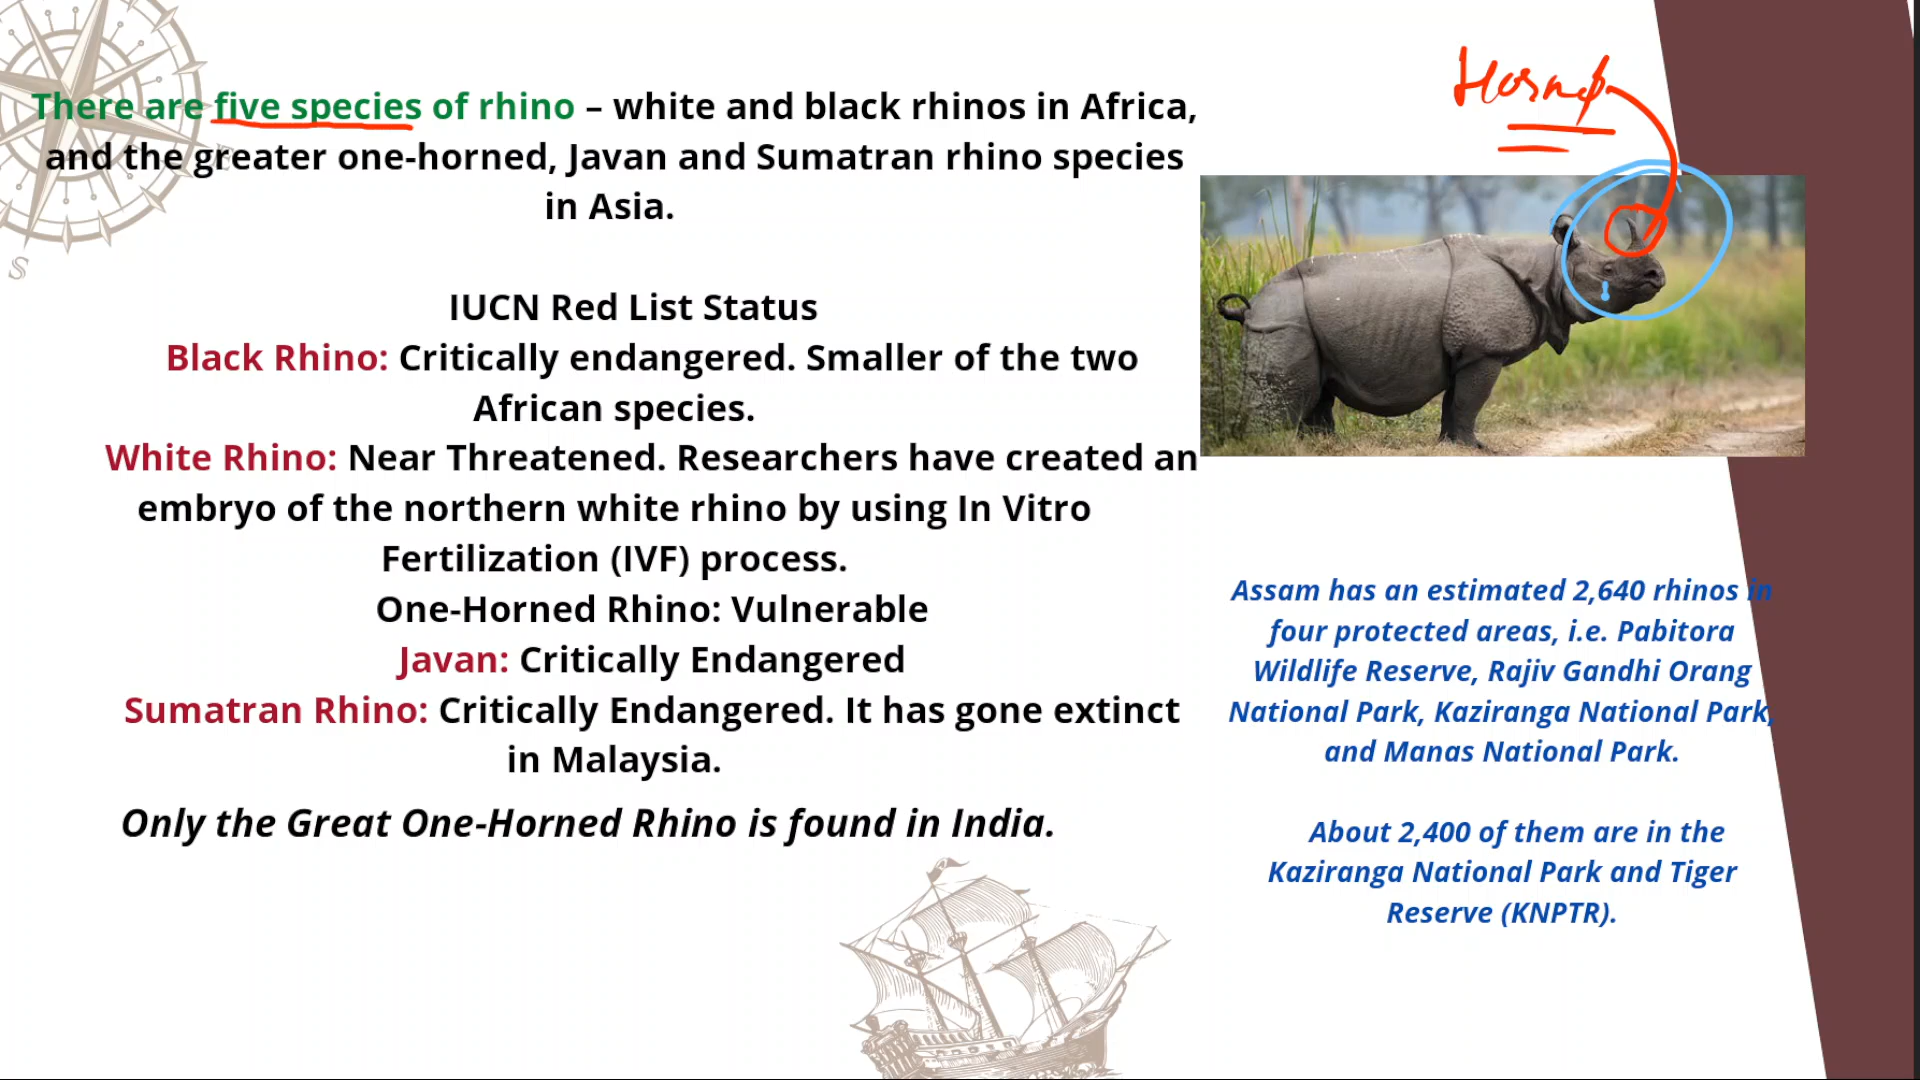 There are five species of rhino – white and black rhinos in Africa,
and the greater one-horned, Javan and Sumatran rhino species
in Asia.
IUCN Red List Status
Black Rhino: Critically endangered. Smaller of the two
African species.
White Rhino: Near Threatened. Researchers have created an
embryo of the northern white rhino by using In Vitro
Fertilization (IVF) process.
One-Horned Rhino: Vulnerable
Javan: Critically Endangered
Sumatran Rhino: Critically Endangered. It has gone extinct
in Malaysia.
Only the Great One-Horned Rhino is found in India.
Assam has an estimated 2,640 rhinos in
four protected areas, i.e. Pabitora
Wildlife Reserve, Rajiv Gandhi Orang
National Park, Kaziranga National Park,
and Manas National Park.
About 2,400 of them are in the
Kaziranga National Park and Tiger
Reserve (KNPTR).
S
E